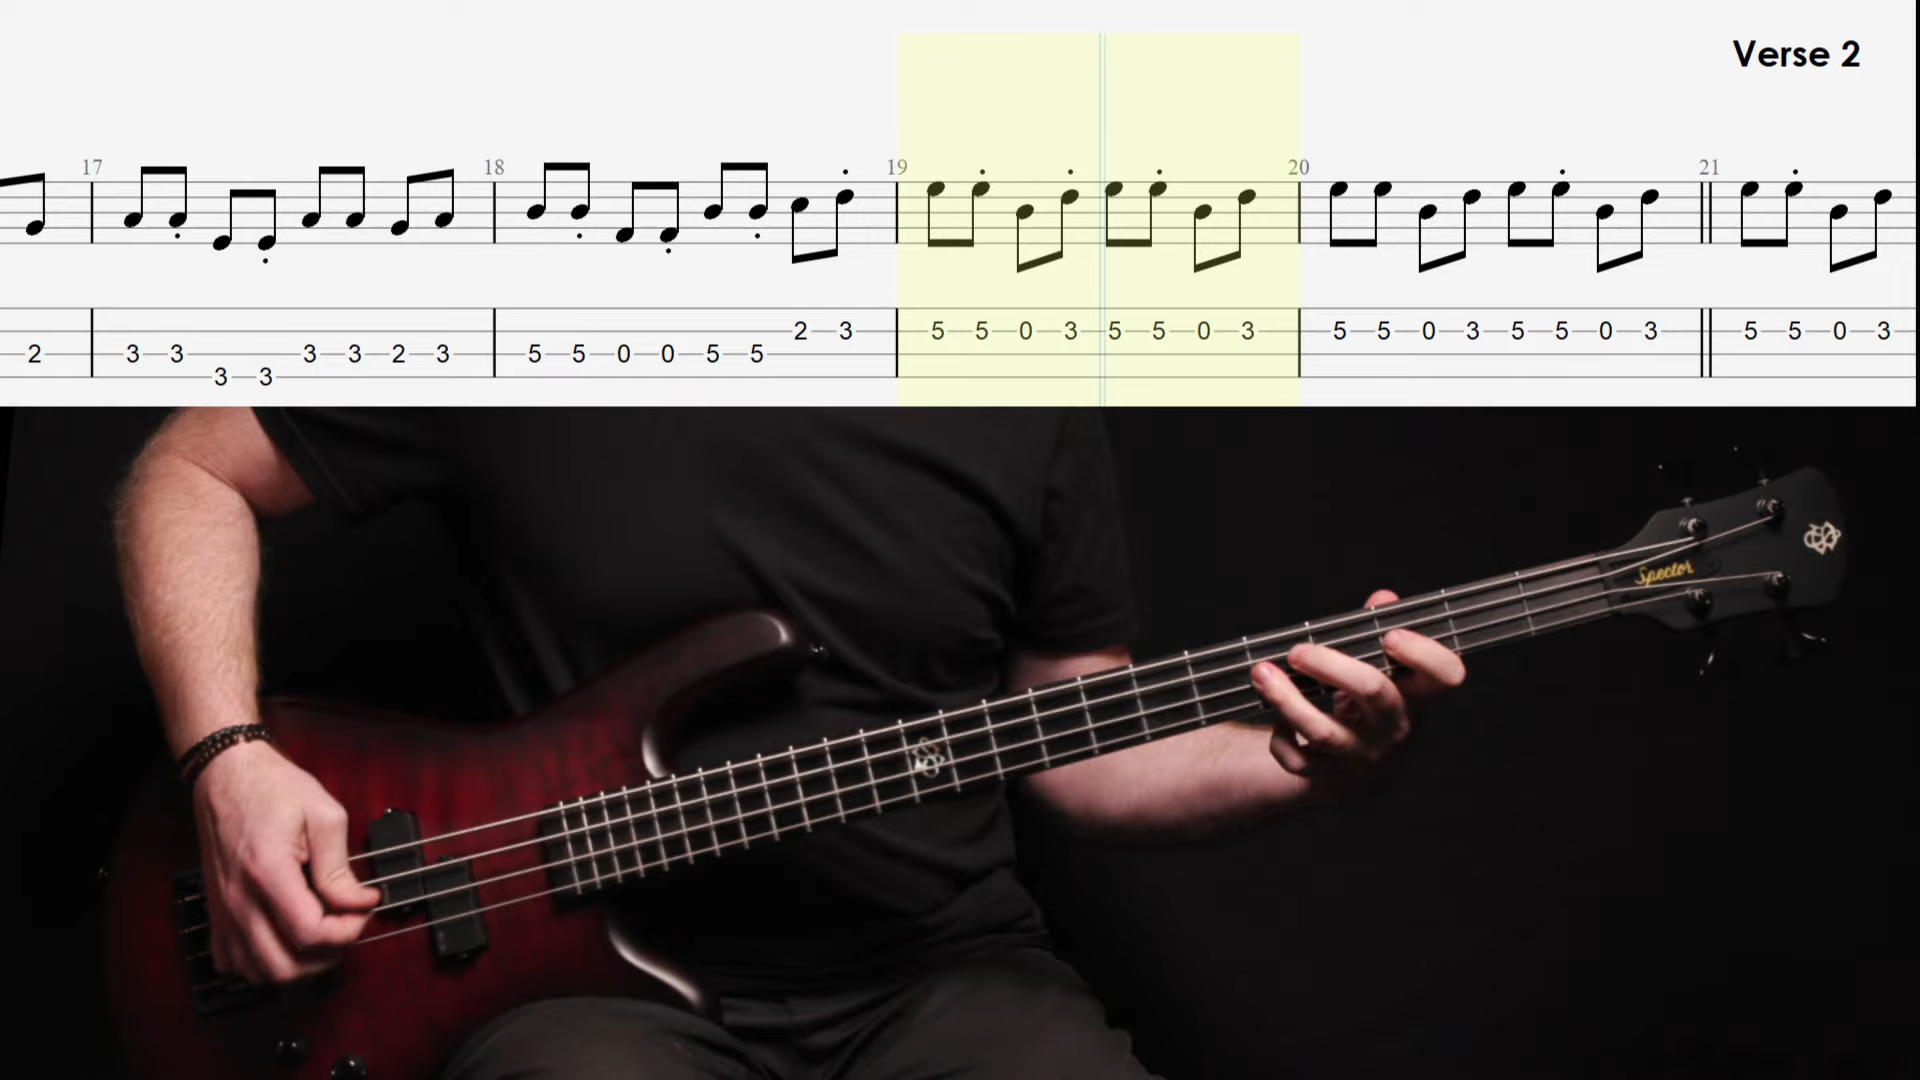 Verse 2
17 18 19 20 21
2 3 5 5 0 3 5 5 0 3 5 5 0 3 5 5 0 3 5 5 0 3
2 3 3 3 3 2 3 5 5 0 0 5 5
3 3
Spector